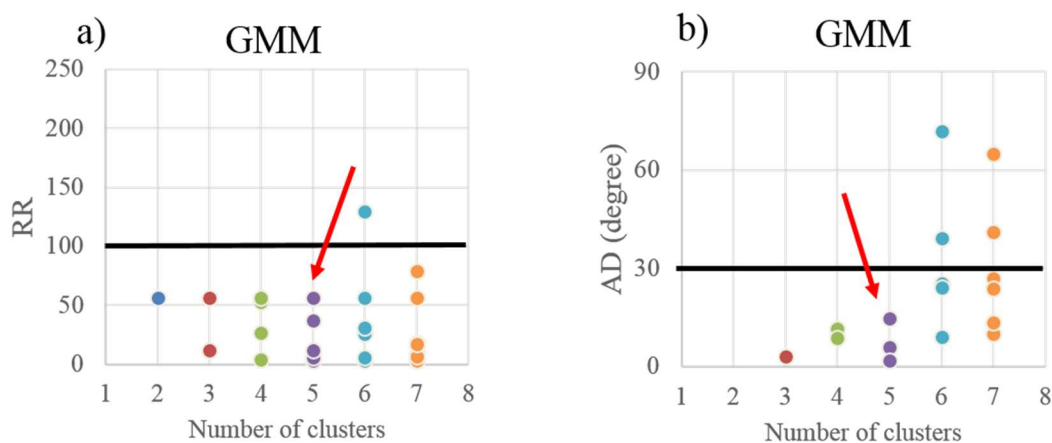 a)
GMM
250
200
150
100
50
0
RR
1 2 3 4 5 6 7 8
Number of clusters
b)
GMM
90
60
30
0
AD (degree)
1 2 3 4 5 6 7 8
Number of clusters